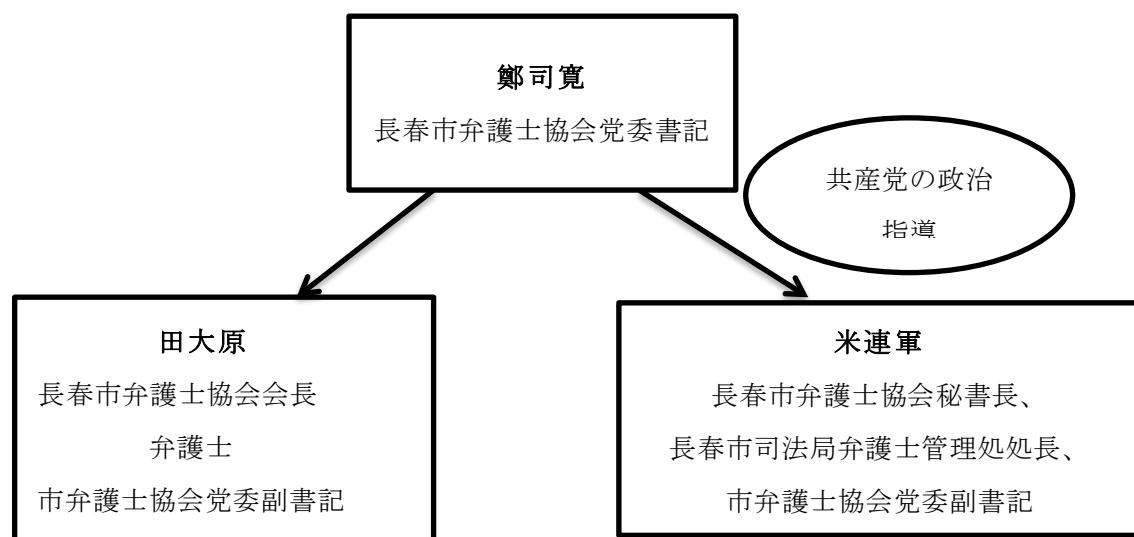 鄭司寛
長春市弁護士協会党委書記
共産党の政治
指導
田大原
長春市弁護士協会会長
弁護士
市弁護士協会党委副書記
米連軍
長春市弁護士協会秘書長、
長春市司法局弁護士管理処処長、
市弁護士協会党委副書記